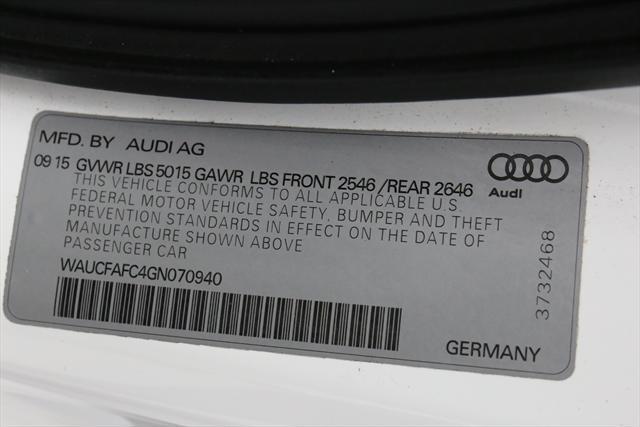 MFD. BY AUDI AG
09 15 GVWR LBS 5015 GAWR LBS FRONT 2546 /REAR 2646
THIS VEHICLE CONFORMS TO ALL APPLICABLE U.S
FEDERAL MOTOR VEHICLE SAFETY, BUMPER AND THEFT
PREVENTION STANDARDS IN EFFECT ON THE DATE OF
MANUFACTURE SHOWN ABOVE
PASSENGER CAR
WAUCFAFC4GN070940
Audi
3732468
GERMANY